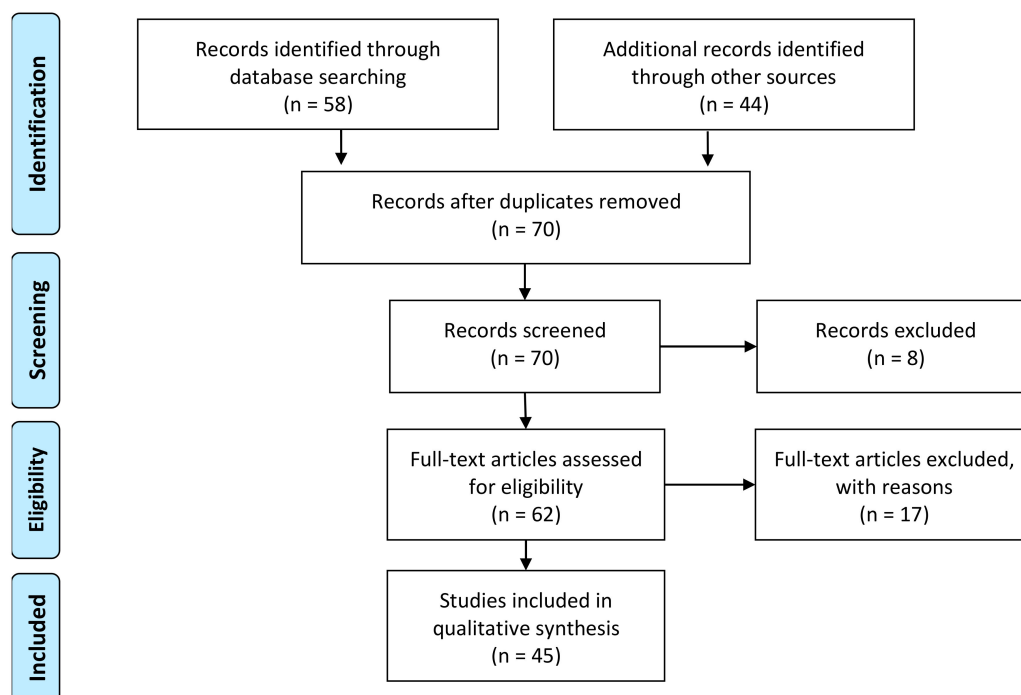 Identification
Records identified through
database searching
(n = 58)
Additional records identified
through other sources
(n = 44)
Records after duplicates removed
(n = 70)
Screening
Records screened
(n = 70)
Records excluded
(n = 8)
Eligibility
Full-text articles assessed
for eligibility
(n = 62)
Full-text articles excluded,
with reasons
(n = 17)
Included
Studies included in
qualitative synthesis
(n = 45)